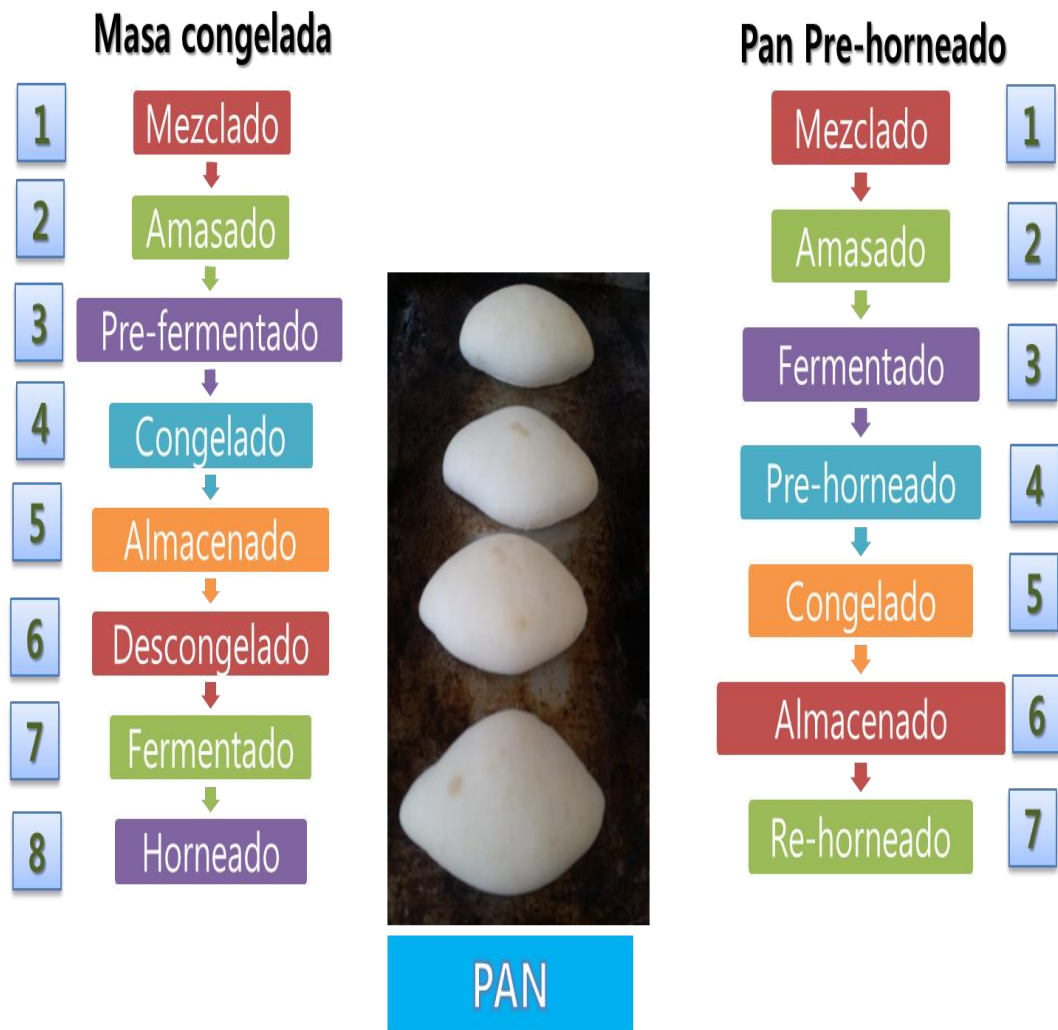 Masa congelada
1
Mezclado
2
Amasado
3
Pre-fermentado
4
Congelado
5
Almacenado
6
Descongelado
7
Fermentado
8
Horneado
Pan Pre-horneado
Mezclado
1
Amasado
2
Fermentado
3
Pre-horneado
4
Congelado
5
Almacenado
6
Re-horneado
7
PAN